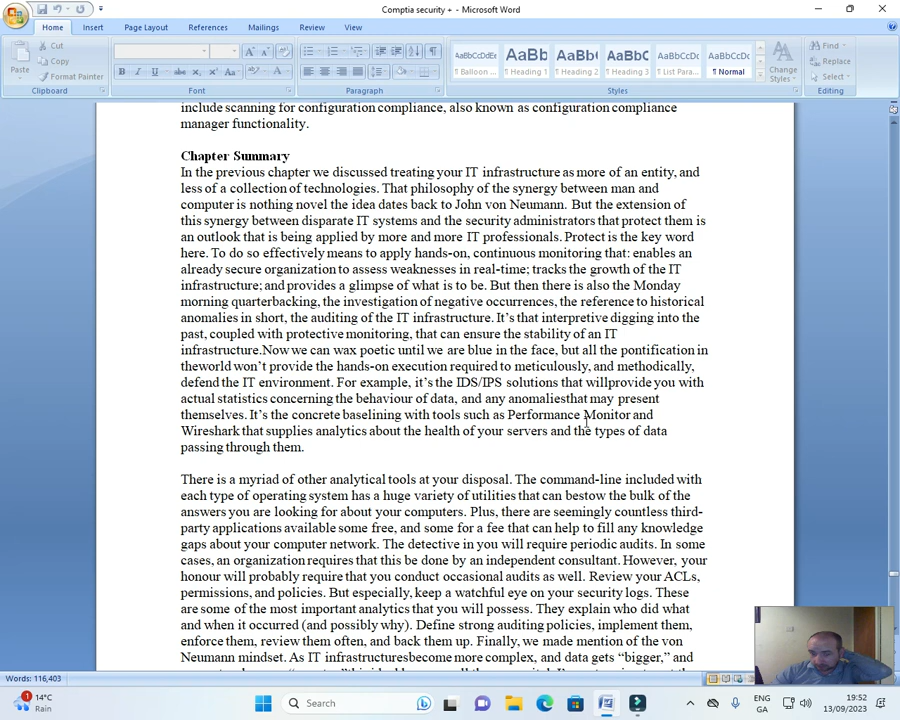 Comptia security + - Microsoft Word
Home Insert Page Layout References Mailings Review View
Cut
Copy
Format Painter
Paste
Clipboard
Font
Paragraph
AaBbCcDdEc AaBb AaBb AaBbC AaBbCcDc AaBbCcDc
¶ Balloon ... ¶ Heading 1 ¶ Heading 2 ¶ Heading 3 ¶ List Para... ¶ Normal
Change
Styles
Styles
Find
Replace
Select
Editing
include scanning for configuration compliance, also known as configuration compliance
manager functionality.
Chapter Summary
In the previous chapter we discussed treating your IT infrastructure as more of an entity, and
less of a collection of technologies. That philosophy of the synergy between man and
computer is nothing novel the idea dates back to John von Neumann. But the extension of
this synergy between disparate IT systems and the security administrators that protect them is
an outlook that is being applied by more and more IT professionals. Protect is the key word
here. To do so effectively means to apply hands-on, continuous monitoring that: enables an
already secure organization to assess weaknesses in real-time; tracks the growth of the IT
infrastructure; and provides a glimpse of what is to be. But then there is also the Monday
morning quarterbacking, the investigation of negative occurrences, the reference to historical
anomalies in short, the auditing of the IT infrastructure. It's that interpretive digging into the
past, coupled with protective monitoring, that can ensure the stability of an IT
infrastructure.Now we can wax poetic until we are blue in the face, but all the pontification in
theworld won't provide the hands-on execution required to meticulously, and methodically,
defend the IT environment. For example, it's the IDS/IPS solutions that willprovide you with
actual statistics concerning the behaviour of data, and any anomaliesthat may present
themselves. It's the concrete baselining with tools such as Performance Monitor and
Wireshark that supplies analytics about the health of your servers and the types of data
passing through them.
There is a myriad of other analytical tools at your disposal. The command-line included with
each type of operating system has a huge variety of utilities that can bestow the bulk of the
answers you are looking for about your computers. Plus, there are seemingly countless third-
party applications available some free, and some for a fee that can help to fill any knowledge
gaps about your computer network. The detective in you will require periodic audits. In some
cases, an organization requires that this be done by an independent consultant. However, your
honour will probably require that you conduct occasional audits as well. Review your ACLs,
permissions, and policies. But especially, keep a watchful eye on your security logs. These
are some of the most important analytics that you will possess. They explain who did what
and when it occurred (and possibly why). Define strong auditing policies, implement them,
enforce them, review them often, and back them up. Finally, we made mention of the von
Neumann mindset. As IT infrastructuresbecome more complex, and data gets “bigger,” and
Words: 116,403
14°C
Rain
Search
ENG
GA
19:52
13/09/2023